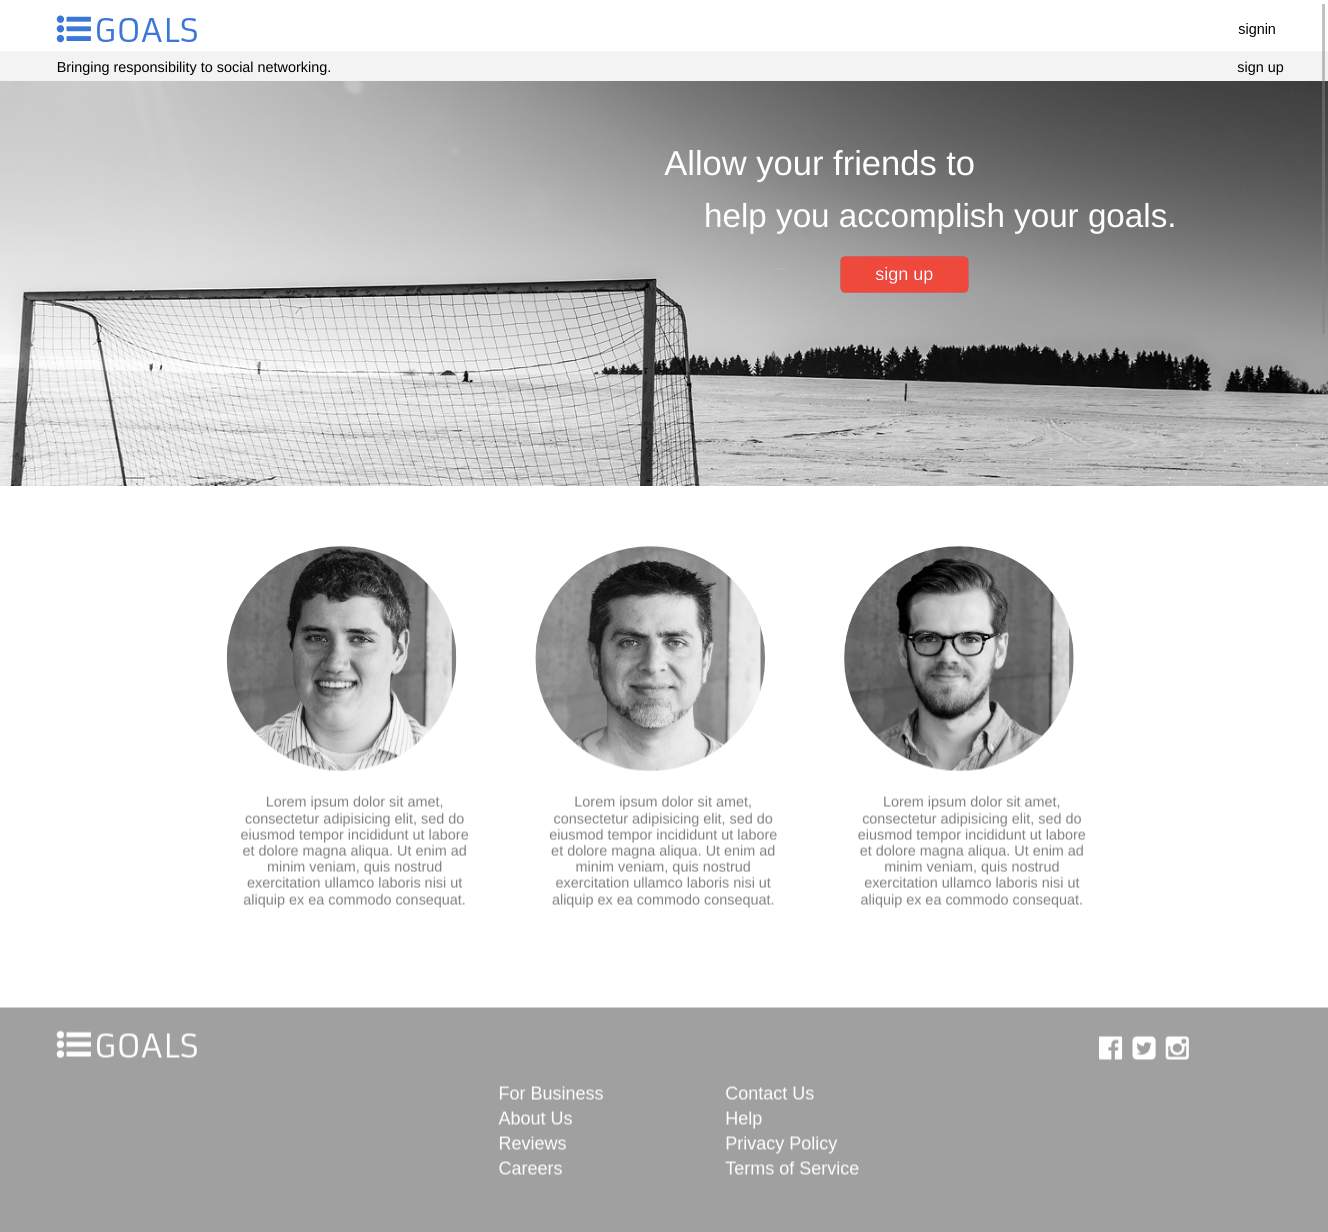 GOALS
signin
Bringing responsibility to social networking.
sign up
Allow your friends to
help you accomplish your goals.
sign up
Lorem ipsum dolor sit amet,
consectetur adipisicing elit, sed do
eiusmod tempor incididunt ut labore
et dolore magna aliqua. Ut enim ad
minim veniam, quis nostrud
exercitation ullamco laboris nisi ut
aliquip ex ea commodo consequat.
Lorem ipsum dolor sit amet,
consectetur adipisicing elit, sed do
eiusmod tempor incididunt ut labore
et dolore magna aliqua. Ut enim ad
minim veniam, quis nostrud
exercitation ullamco laboris nisi ut
aliquip ex ea commodo consequat.
Lorem ipsum dolor sit amet,
consectetur adipisicing elit, sed do
eiusmod tempor incididunt ut labore
et dolore magna aliqua. Ut enim ad
minim veniam, quis nostrud
exercitation ullamco laboris nisi ut
aliquip ex ea commodo consequat.
GOALS
For Business
About Us
Reviews
Careers
Contact Us
Help
Privacy Policy
Terms of Service